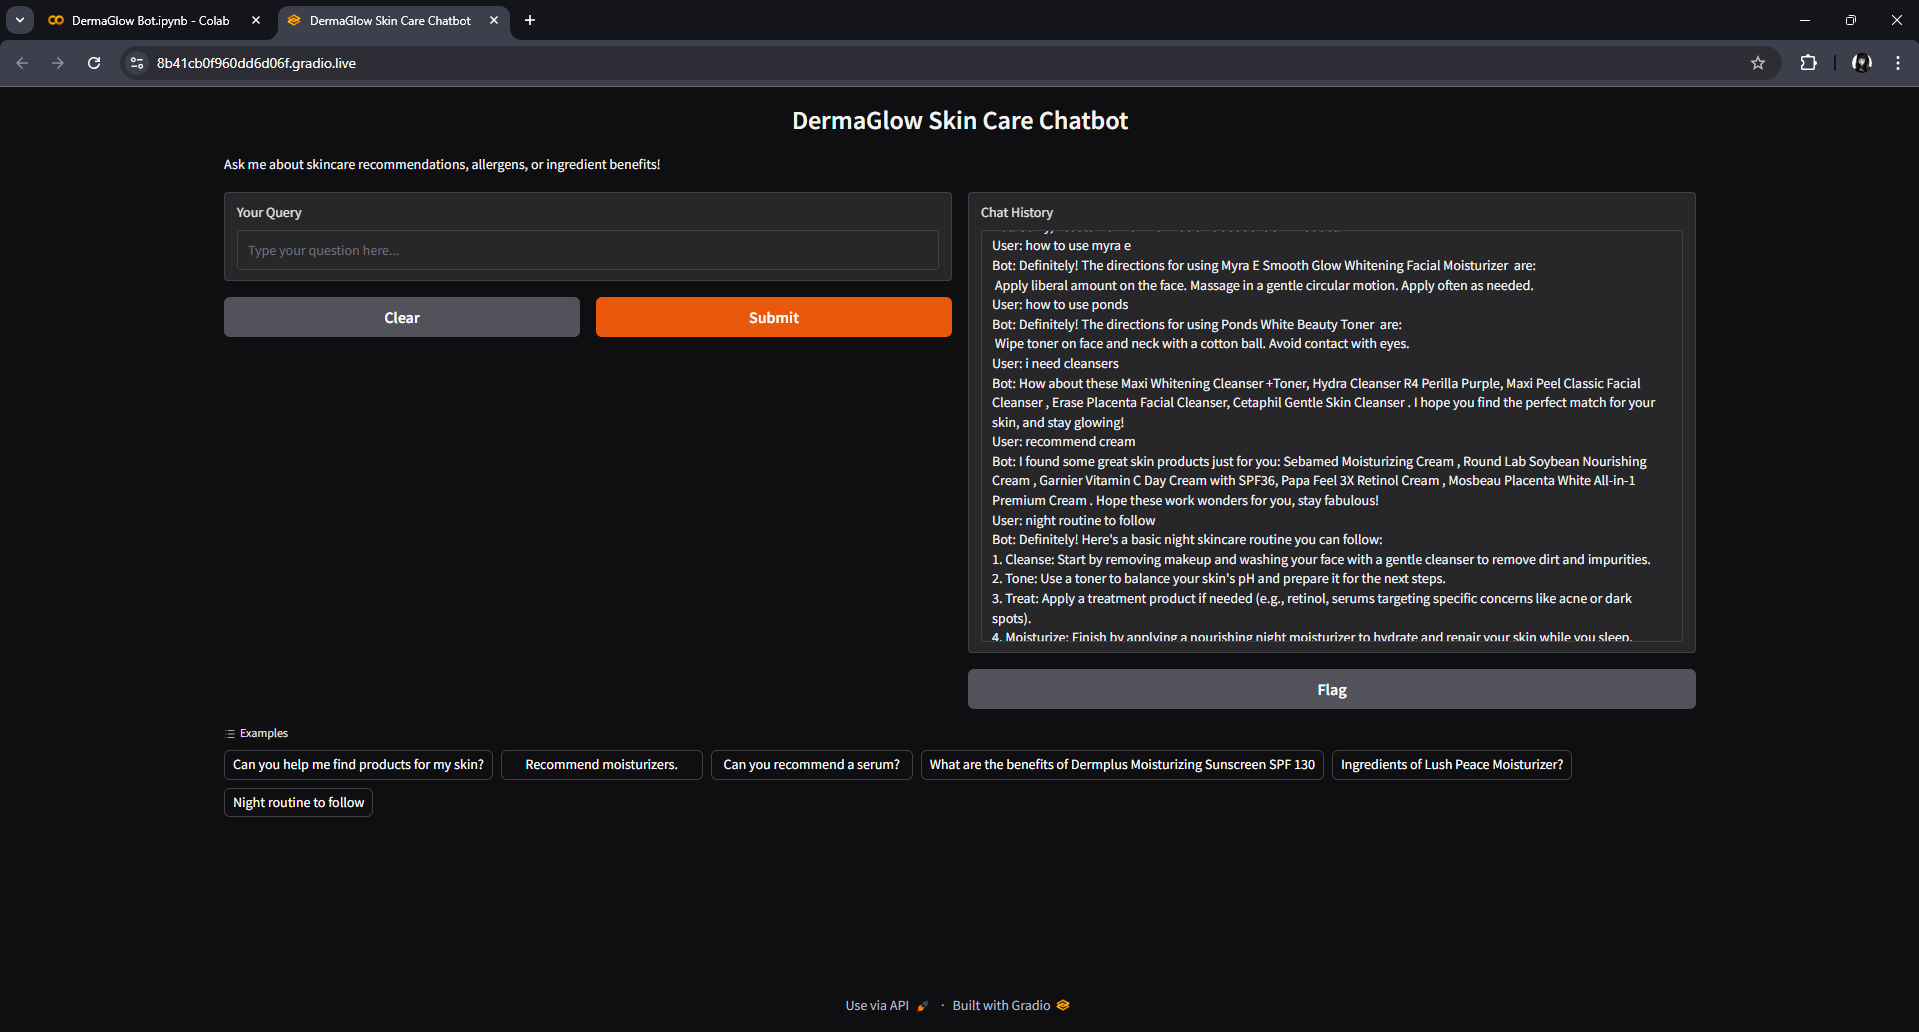 DermaGlow Bot.ipynb - Colab
DermaGlow Skin Care Chatbot
8b41cb0f960dd6d06f.gradio.live
DermaGlow Skin Care Chatbot
Ask me about skincare recommendations, allergens, or ingredient benefits!
Your Query
Type your question here...
Clear
Submit
Chat History
User: how to use myra e
Bot: Definitely! The directions for using Myra E Smooth Glow Whitening Facial Moisturizer  are:
Apply liberal amount on the face. Massage in a gentle circular motion. Apply often as needed.
User: how to use ponds
Bot: Definitely! The directions for using Ponds White Beauty Toner  are:
Wipe toner on face and neck with a cotton ball. Avoid contact with eyes.
User: i need cleansers
Bot: How about these Maxi Whitening Cleanser +Toner, Hydra Cleanser R4 Perilla Purple, Maxi Peel Classic Facial
Cleanser , Erase Placenta Facial Cleanser, Cetaphil Gentle Skin Cleanser . I hope you find the perfect match for your
skin, and stay glowing!
User: recommend cream
Bot: I found some great skin products just for you: Sebamed Moisturizing Cream , Round Lab Soybean Nourishing
Cream , Garnier Vitamin C Day Cream with SPF36, Papa Feel 3X Retinol Cream , Mosbeau Placenta White All-in-1
Premium Cream . Hope these work wonders for you, stay fabulous!
User: night routine to follow
Bot: Definitely! Here's a basic night skincare routine you can follow:
1. Cleanse: Start by removing makeup and washing your face with a gentle cleanser to remove dirt and impurities.
2. Tone: Use a toner to balance your skin's pH and prepare it for the next steps.
3. Treat: Apply a treatment product if needed (e.g., retinol, serums targeting specific concerns like acne or dark
spots).
4. Moisturize: Finish by applying a nourishing night moisturizer to hydrate and repair your skin while you sleep.
Flag
Examples
Can you help me find products for my skin?
Recommend moisturizers.
Can you recommend a serum?
What are the benefits of Dermplus Moisturizing Sunscreen SPF 130
Ingredients of Lush Peace Moisturizer?
Night routine to follow
Use via API · Built with Gradio